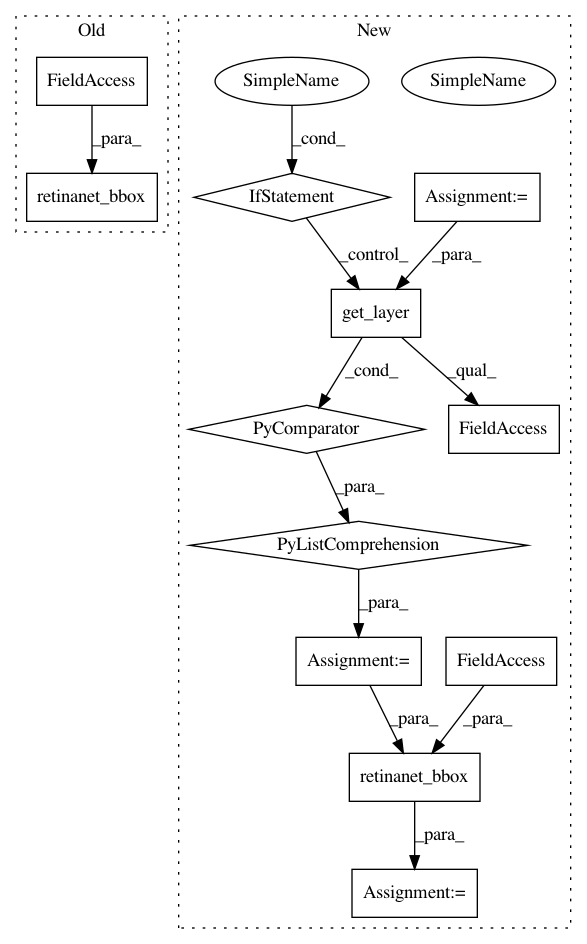 Old
New
FieldAccess
SimpleName
SimpleName
_para_
_cond_
retinanet_bbox
IfStatement
Assignment:=
_control_
_para_
get_layer
_cond_
_qual_
PyComparator
FieldAccess
_para_
PyListComprehension
_para_
Assignment:=
FieldAccess
_para_
_para_
retinanet_bbox
_para_
Assignment:=